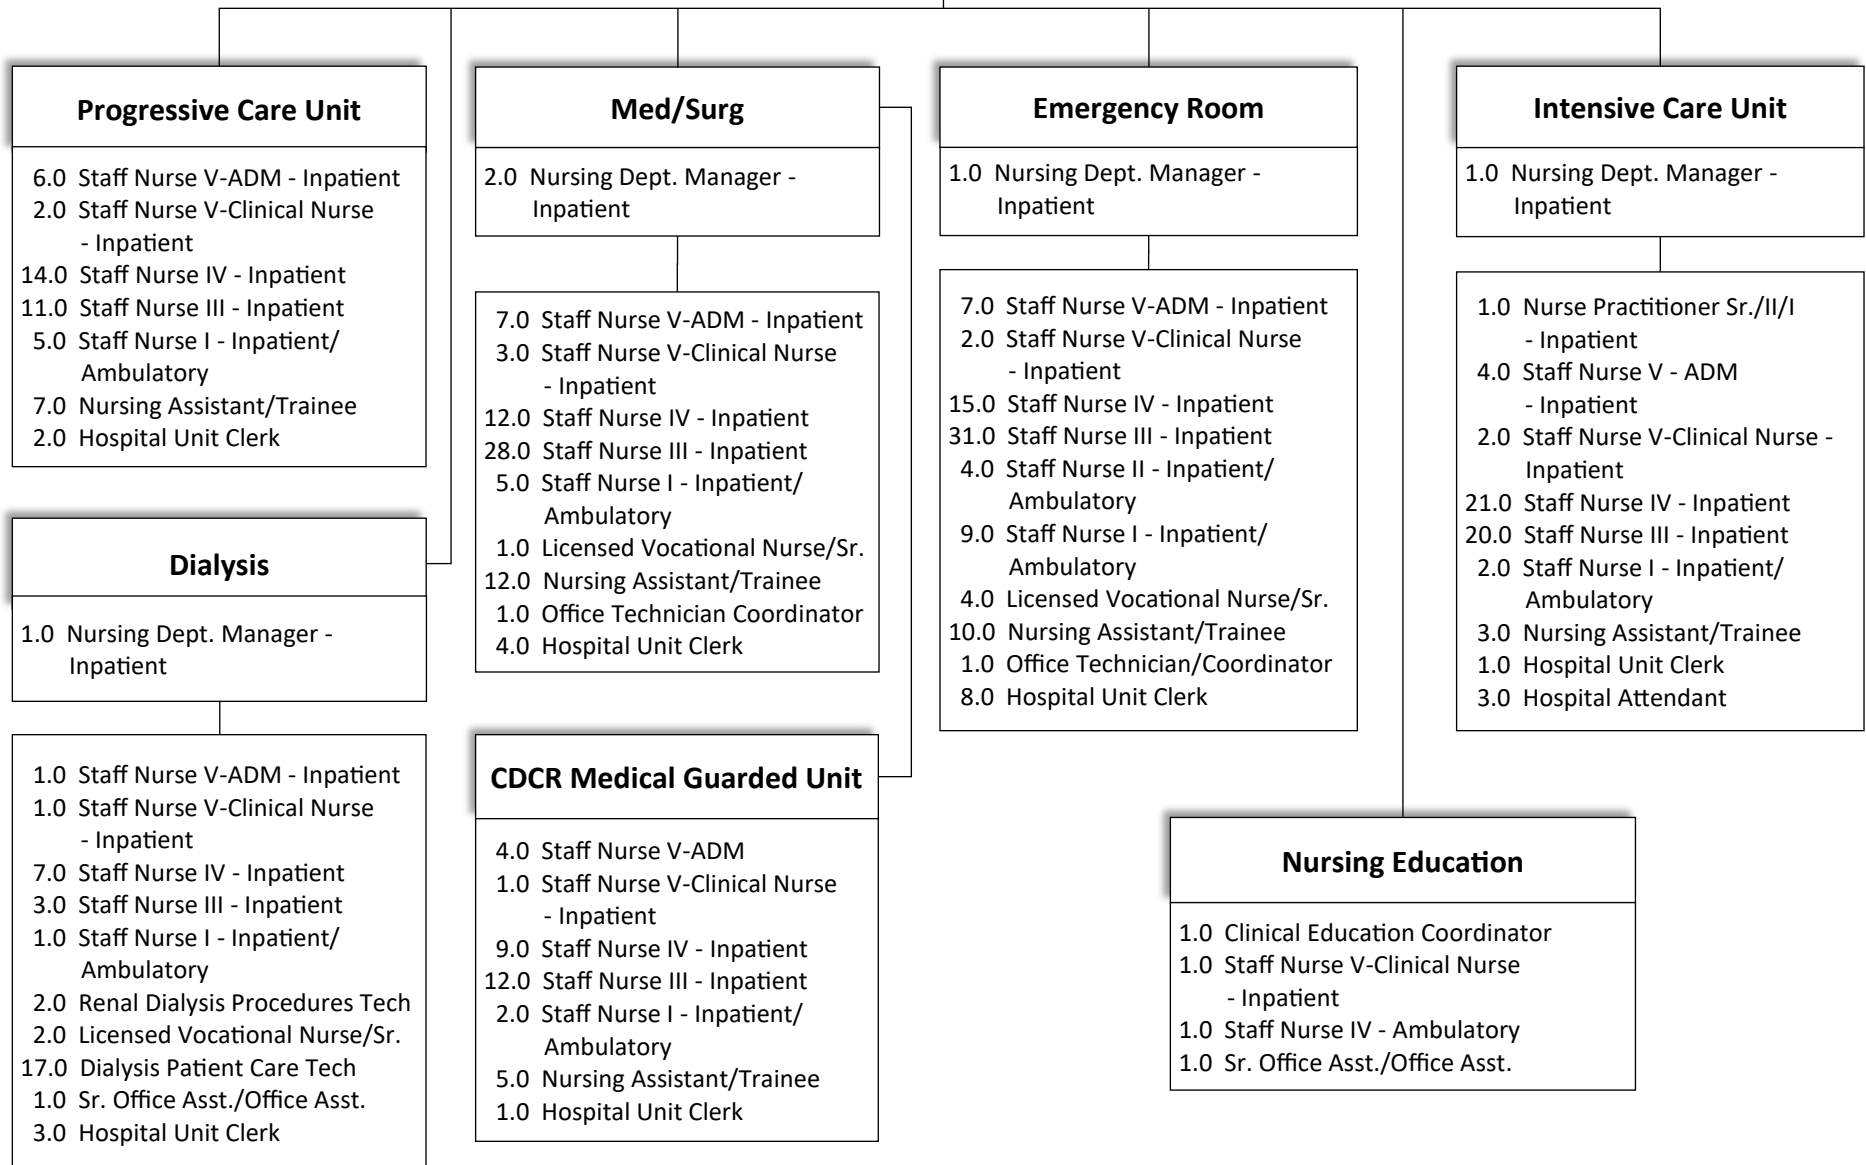 Progressive Care Unit
6.0 Staff Nurse V-ADM - Inpatient
2.0 Staff Nurse V-Clinical Nurse
- Inpatient
14.0 Staff Nurse IV - Inpatient
11.0 Staff Nurse III - Inpatient
5.0 Staff Nurse I - Inpatient/
Ambulatory
7.0 Nursing Assistant/Trainee
2.0 Hospital Unit Clerk
Dialysis
1.0 Nursing Dept. Manager -
Inpatient
1.0 Staff Nurse V-ADM - Inpatient
1.0 Staff Nurse V-Clinical Nurse
- Inpatient
7.0 Staff Nurse IV - Inpatient
3.0 Staff Nurse III - Inpatient
1.0 Staff Nurse I - Inpatient/
Ambulatory
2.0 Renal Dialysis Procedures Tech
2.0 Licensed Vocational Nurse/Sr.
17.0 Dialysis Patient Care Tech
1.0 Sr. Office Asst./Office Asst.
3.0 Hospital Unit Clerk
Med/Surg
2.0 Nursing Dept. Manager -
Inpatient
7.0 Staff Nurse V-ADM - Inpatient
3.0 Staff Nurse V-Clinical Nurse
- Inpatient
12.0 Staff Nurse IV - Inpatient
28.0 Staff Nurse III - Inpatient
5.0 Staff Nurse I - Inpatient/
Ambulatory
1.0 Licensed Vocational Nurse/Sr.
12.0 Nursing Assistant/Trainee
1.0 Office Technician Coordinator
4.0 Hospital Unit Clerk
CDCR Medical Guarded Unit
4.0 Staff Nurse V-ADM
1.0 Staff Nurse V-Clinical Nurse
- Inpatient
9.0 Staff Nurse IV - Inpatient
12.0 Staff Nurse III - Inpatient
2.0 Staff Nurse I - Inpatient/
Ambulatory
5.0 Nursing Assistant/Trainee
1.0 Hospital Unit Clerk
Emergency Room
1.0 Nursing Dept. Manager -
Inpatient
7.0 Staff Nurse V-ADM - Inpatient
2.0 Staff Nurse V-Clinical Nurse
- Inpatient
15.0 Staff Nurse IV - Inpatient
31.0 Staff Nurse III - Inpatient
4.0 Staff Nurse II - Inpatient/
Ambulatory
9.0 Staff Nurse I - Inpatient/
Ambulatory
4.0 Licensed Vocational Nurse/Sr.
10.0 Nursing Assistant/Trainee
1.0 Office Technician/Coordinator
8.0 Hospital Unit Clerk
Intensive Care Unit
1.0 Nursing Dept. Manager -
Inpatient
1.0 Nurse Practitioner Sr./II/I
- Inpatient
4.0 Staff Nurse V - ADM
- Inpatient
2.0 Staff Nurse V-Clinical Nurse -
Inpatient
21.0 Staff Nurse IV - Inpatient
20.0 Staff Nurse III - Inpatient
2.0 Staff Nurse I - Inpatient/
Ambulatory
3.0 Nursing Assistant/Trainee
1.0 Hospital Unit Clerk
3.0 Hospital Attendant
Nursing Education
1.0 Clinical Education Coordinator
1.0 Staff Nurse V-Clinical Nurse
- Inpatient
1.0 Staff Nurse IV - Ambulatory
1.0 Sr. Office Asst./Office Asst.